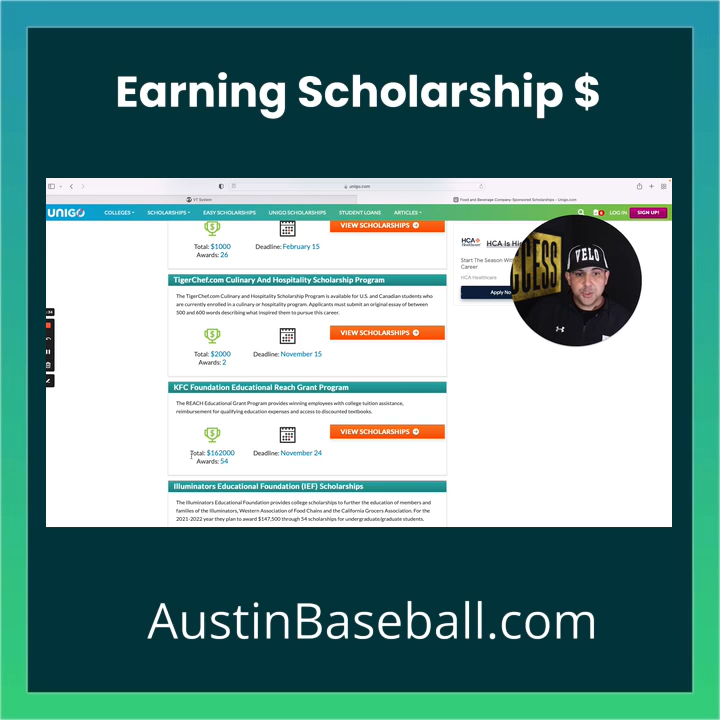 Earning Scholarship $
unigo.com
VT System
Food and Beverage Company-Sponsored Scholarships - Unigo.com
UNIGO
COLLEGES
SCHOLARSHIPS
EASY SCHOLARSHIPS
UNIGO SCHOLARSHIPS
STUDENT LOANS
ARTICLES
LOG IN
SIGN UP!
Total: $1000
Awards: 26
Deadline: February 15
VIEW SCHOLARSHIPS
HCA
Healthcare
HCA Is Hi
Start The Season With
Career
HCA Healthcare
Apply No
CCESS
VELO
TigerChef.com Culinary And Hospitality Scholarship Program
The TigerChef.com Culinary and Hospitality Scholarship Program is available for U.S. and Canadian students who
are currently enrolled in a culinary or hospitality program. Applicants must submit an original essay of between
500 and 600 words describing what inspired them to pursue this career.
Total: $2000
Awards: 2
Deadline: November 15
VIEW SCHOLARSHIPS
KFC Foundation Educational Reach Grant Program
The REACH Educational Grant Program provides winning employees with college tuition assistance,
reimbursement for qualifying education expenses and access to discounted textbooks.
Total: $162000
Awards: 54
Deadline: November 24
VIEW SCHOLARSHIPS
Illuminators Educational Foundation (IEF) Scholarships
The Illuminators Educational Foundation provides college scholarships to further the education of members and
families of the Illuminators, Western Association of Food Chains and the California Grocers Association. For the
2021-2022 year they plan to award $147,500 through 54 scholarships for undergraduate/graduate students.
AustinBaseball.com